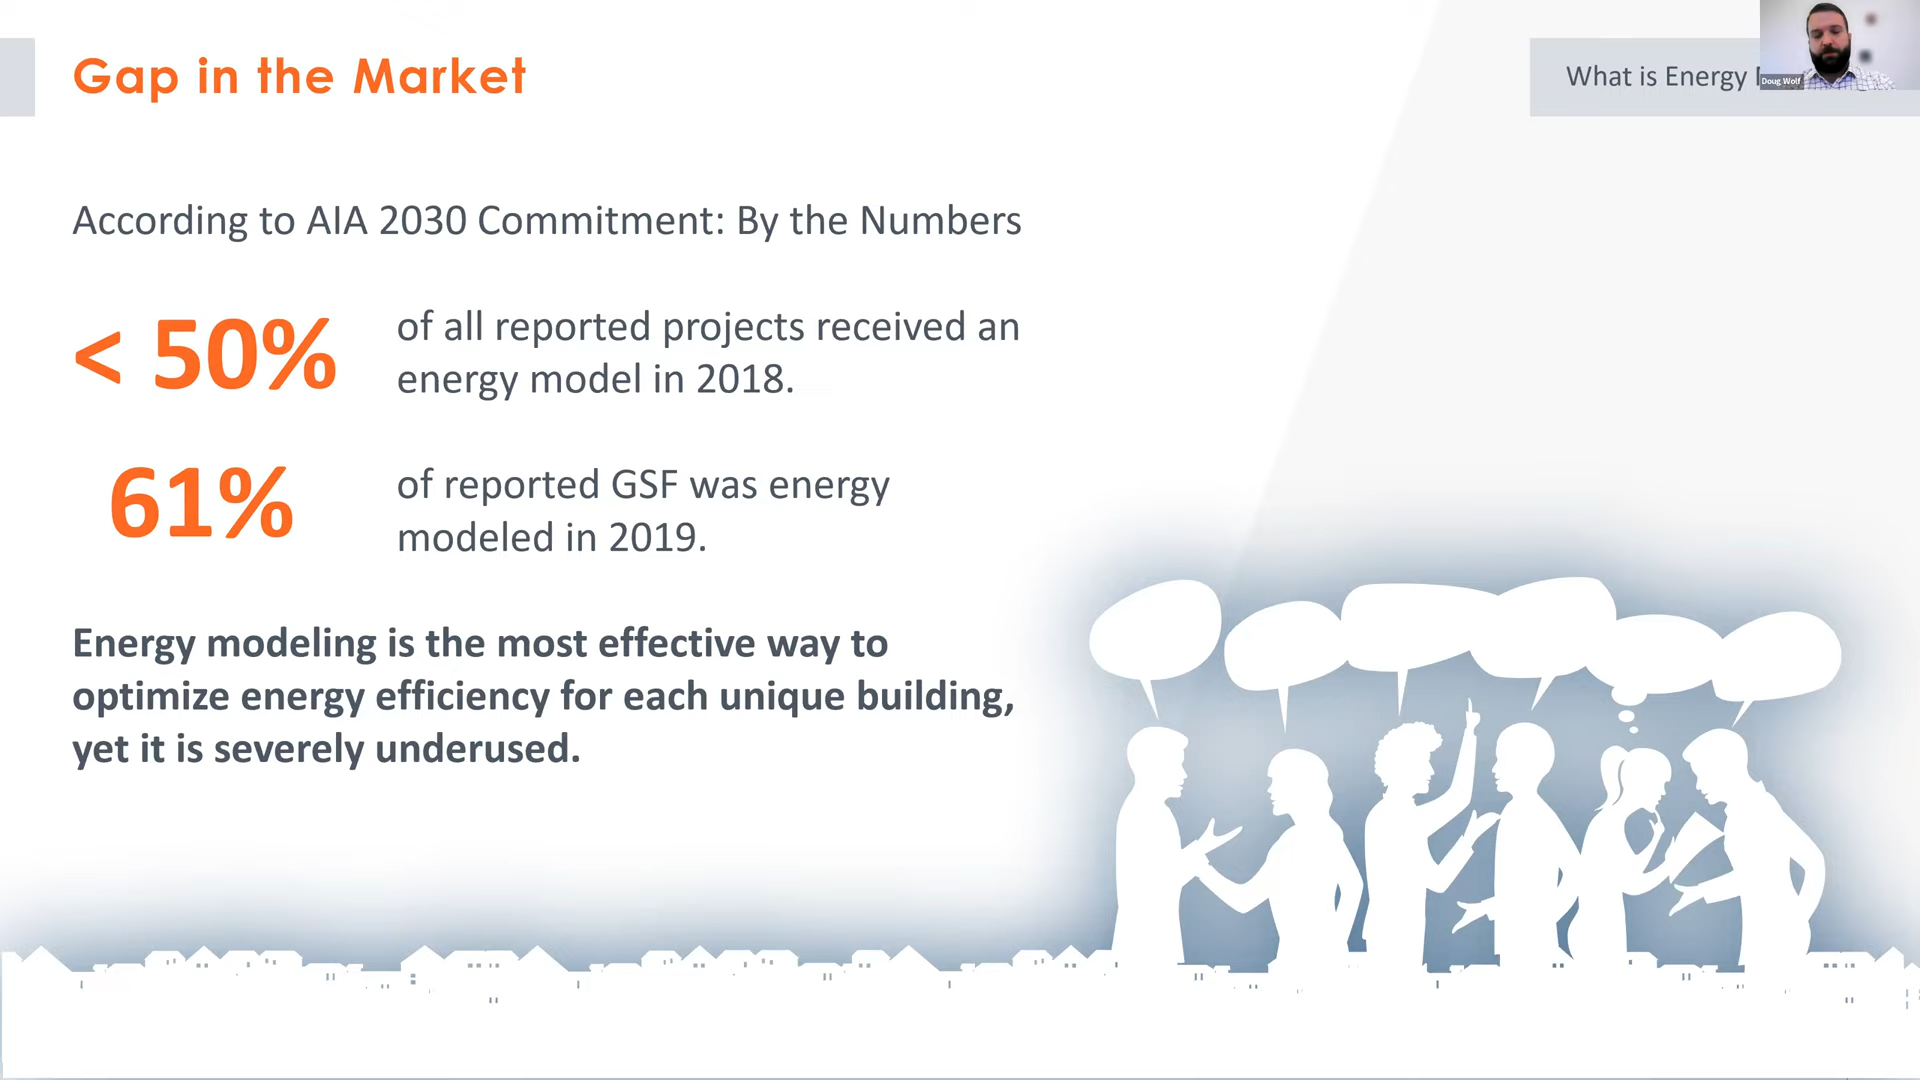 Gap in the Market
What is Energy
Doug Wolf
According to AIA 2030 Commitment: By the Numbers
< 50%
of all reported projects received an
energy model in 2018.
61%
of reported GSF was energy
modeled in 2019.
Energy modeling is the most effective way to
optimize energy efficiency for each unique building,
yet it is severely underused.